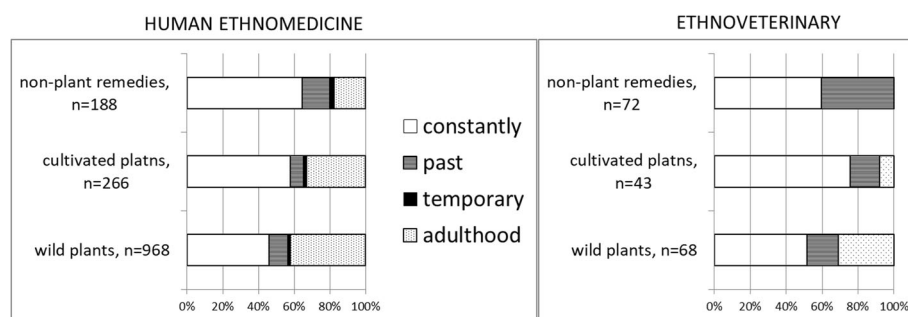 HUMAN ETHNOMEDICINE
non-plant remedies,
n=188
cultivated platns,
n=266
wild plants, n=968
0% 20% 40% 60% 80% 100%
constantly
past
temporary
adulthood
ETHNOVETERINARY
non-plant remedies,
n=72
cultivated platns,
n=43
wild plants, n=68
0% 20% 40% 60% 80% 100%